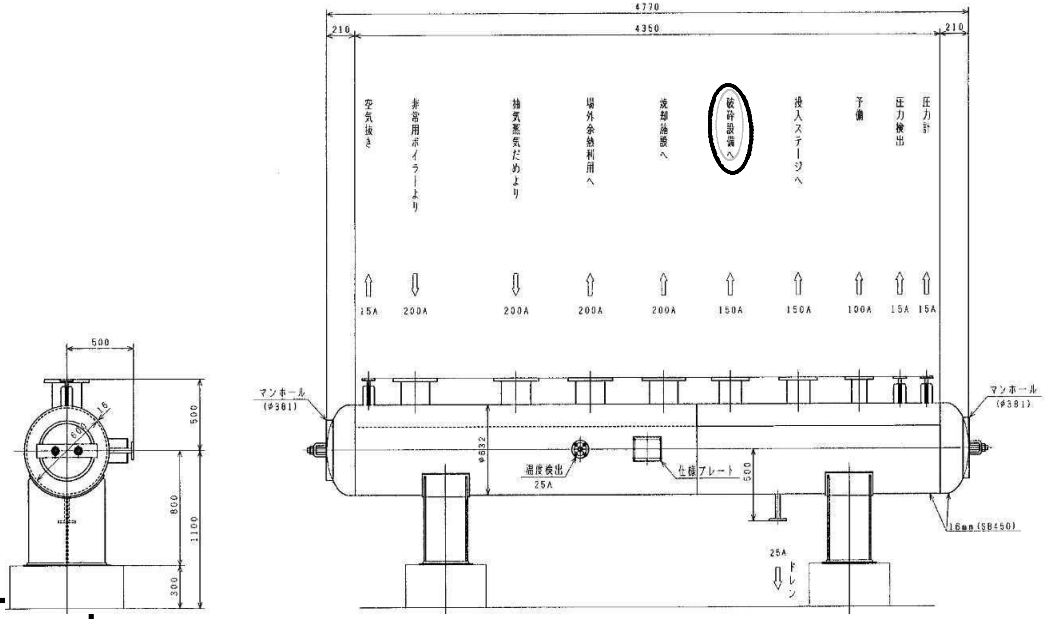 4770
210
4350
210
空気抜き
非常用ボイラーより
抽気蒸気だめより
場外余熱利用へ
焼却施設へ
破砕設備へ
投入ステージへ
予備
圧力検出
圧力計
15A
200A
200A
200A
200A
150A
150A
100A
15A
15A
500
マンホール
(φ381)
マンホール
(φ381)
16
600
500
φ632
温度検出
25A
仕様プレート
500
800
1100
300
16mm(SB450)
25A
ドレン